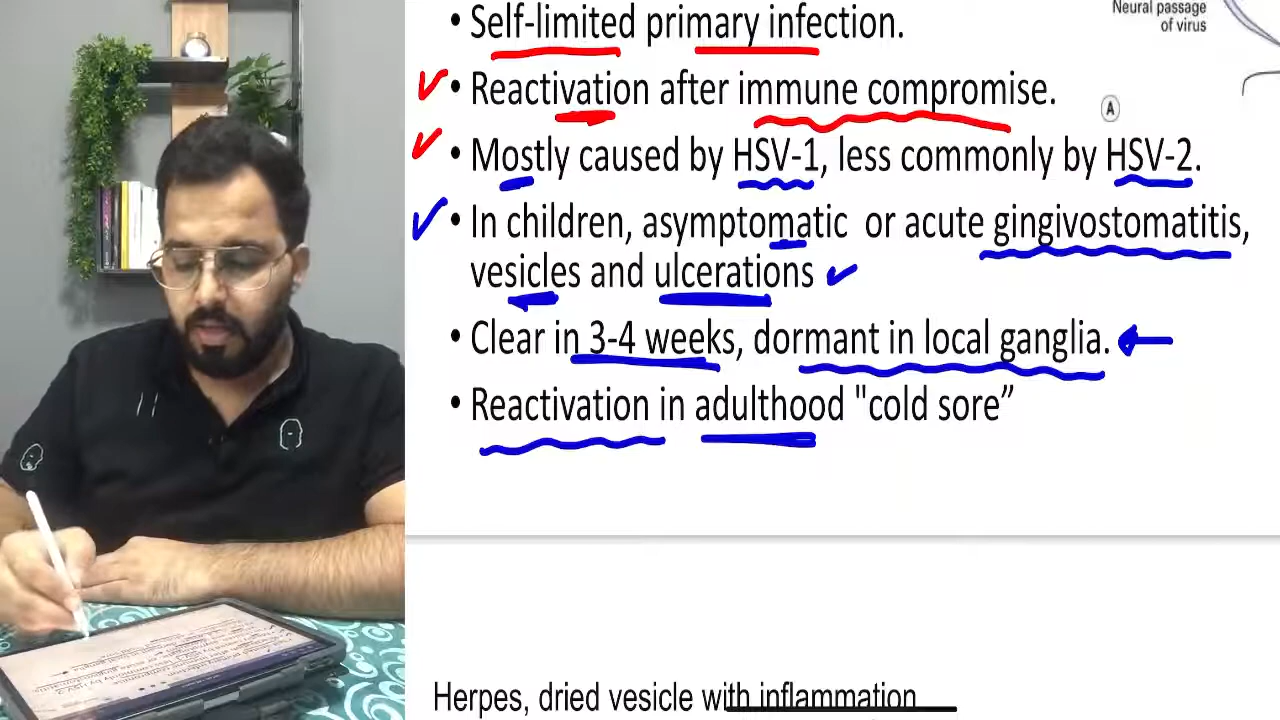 Neural passage
of virus
• Self-limited primary infection.
• Reactivation after immune compromise.
A
• Mostly caused by HSV-1, less commonly by HSV-2.
• In children, asymptomatic or acute gingivostomatitis,
vesicles and ulcerations
• Clear in 3-4 weeks, dormant in local ganglia.
• Reactivation in adulthood "cold sore”
Herpes, dried vesicle with inflammation